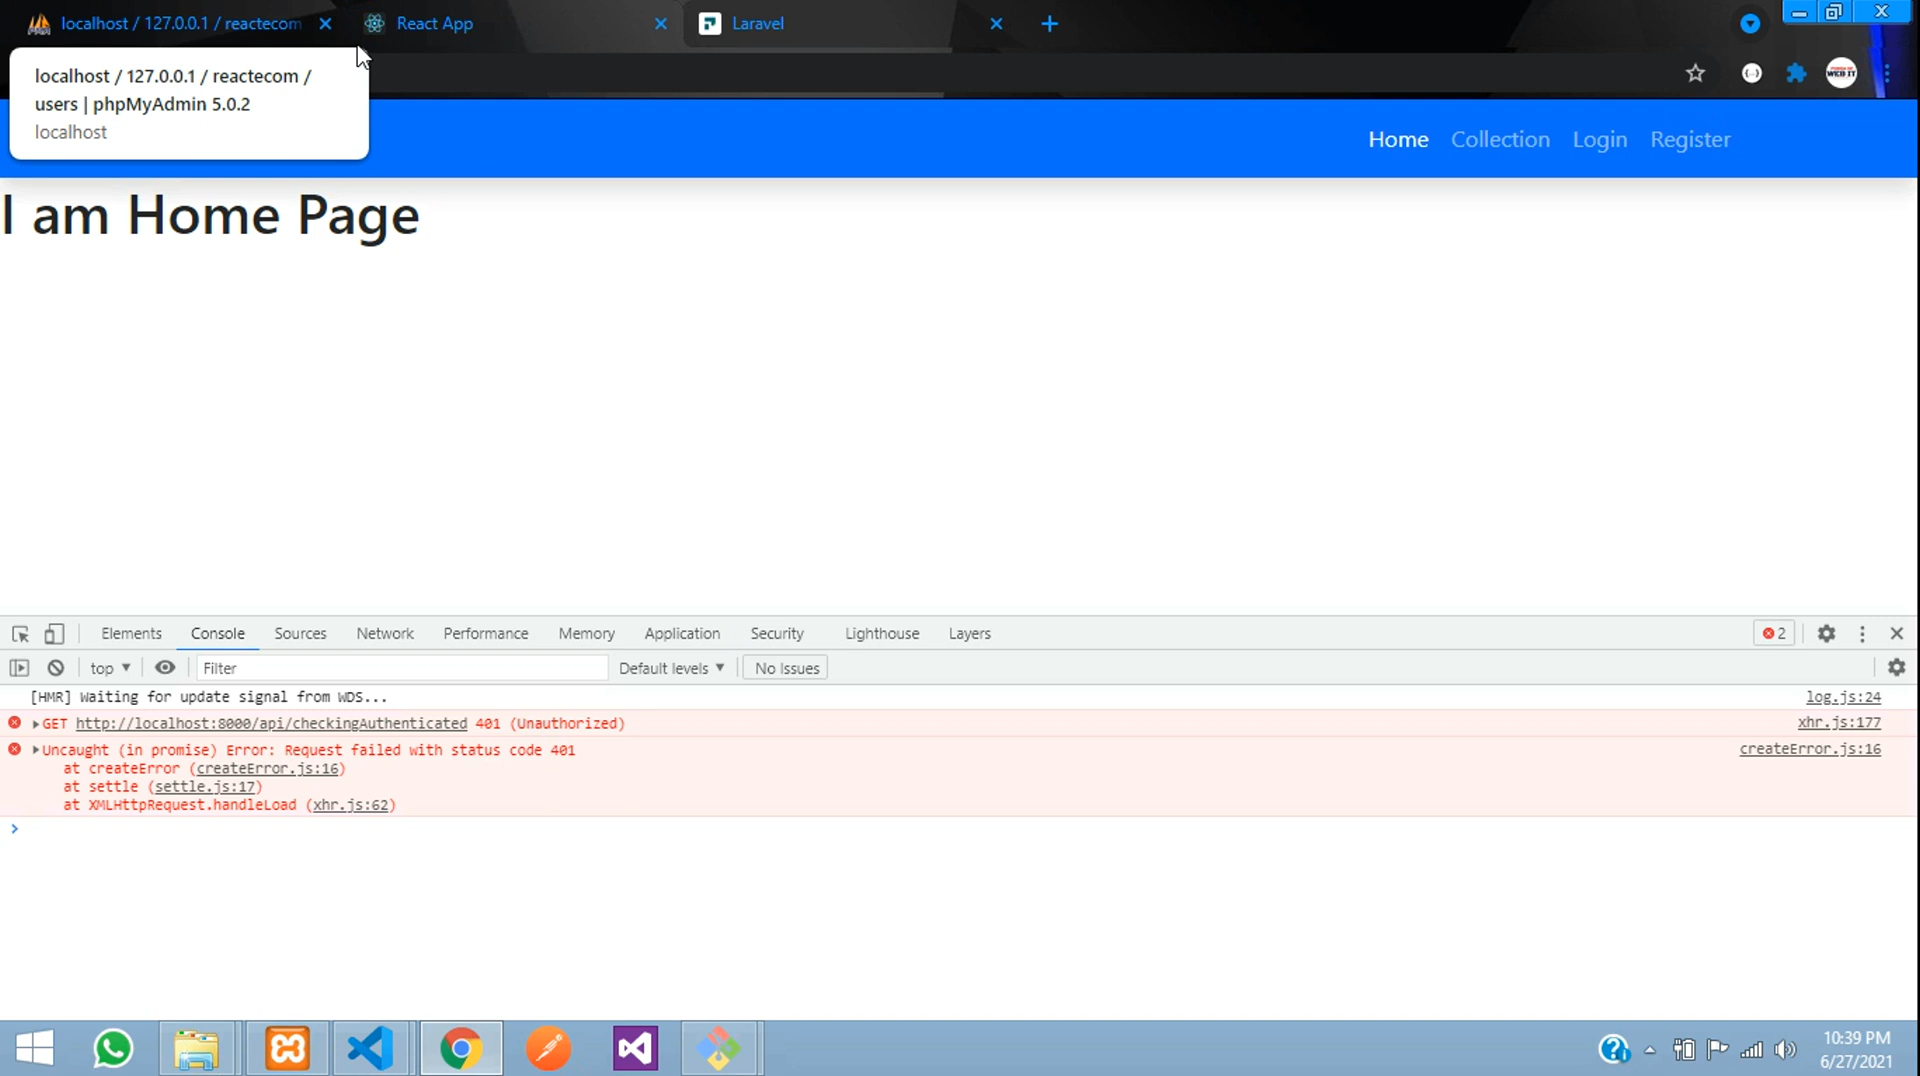 localhost / 127.0.0.1 / reactecom
React App
Laravel
localhost / 127.0.0.1 / reactecom /
users | phpMyAdmin 5.0.2
localhost
WEB IT
Home Collection Login Register
I am Home Page
Elements Console Sources Network Performance Memory Application Security Lighthouse Layers 2
top Filter Default levels No Issues
[HMR] Waiting for update signal from WDS... log.js:24
GET http://localhost:8000/api/checkingAuthenticated 401 (Unauthorized) xhr.js:177
Uncaught (in promise) Error: Request failed with status code 401 createError.js:16
at createError (createError.js:16)
at settle (settle.js:17)
at XMLHttpRequest.handleLoad (xhr.js:62)
10:39 PM
6/27/2021